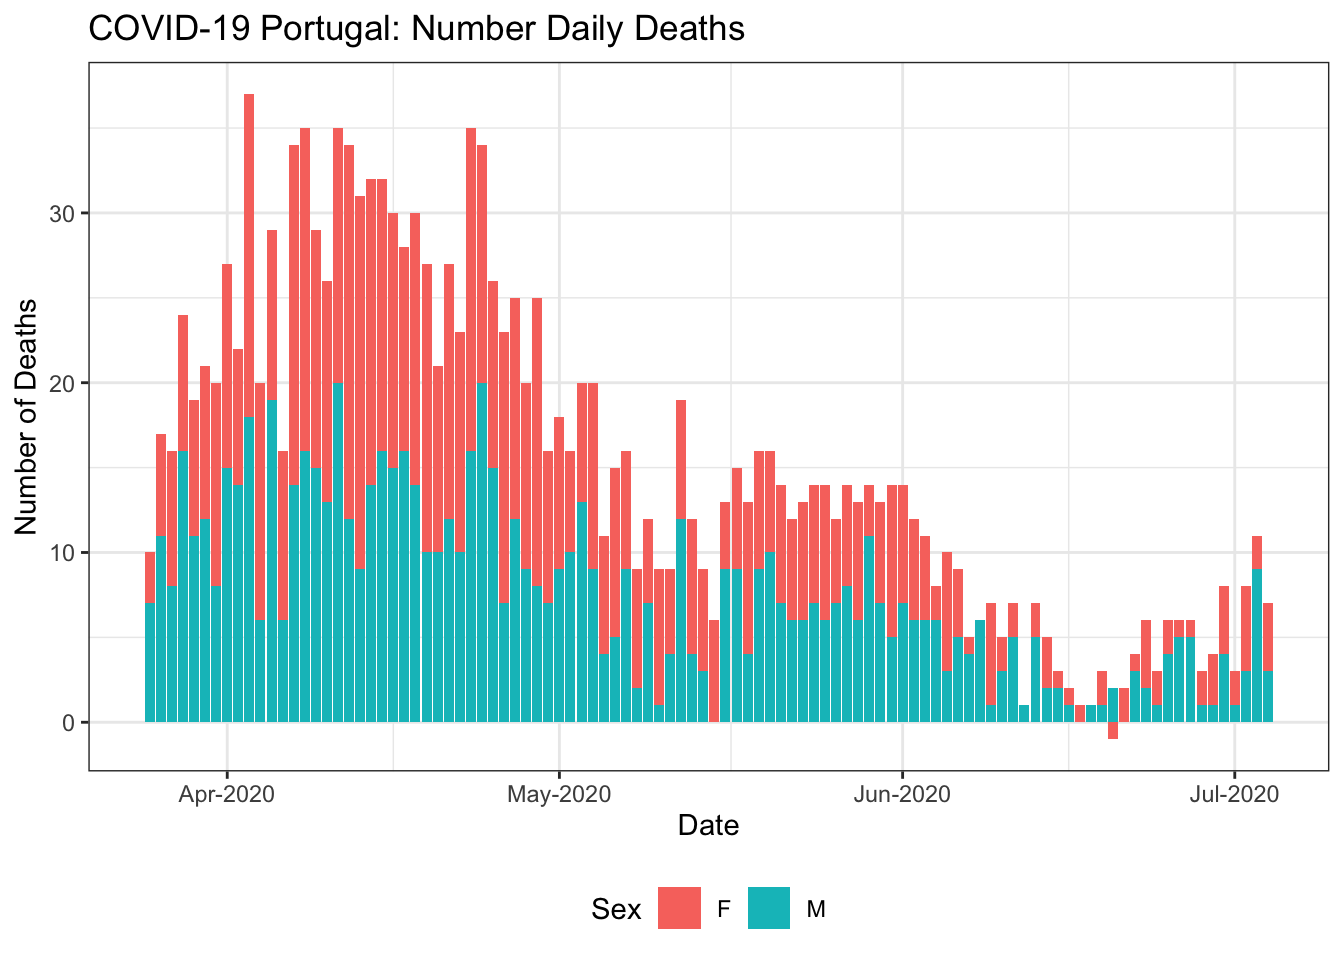 COVID-19 Portugal: Number Daily Deaths
Number of Deaths
30
20
10
0
Apr-2020 May-2020 Jun-2020 Jul-2020
Date
Sex F M